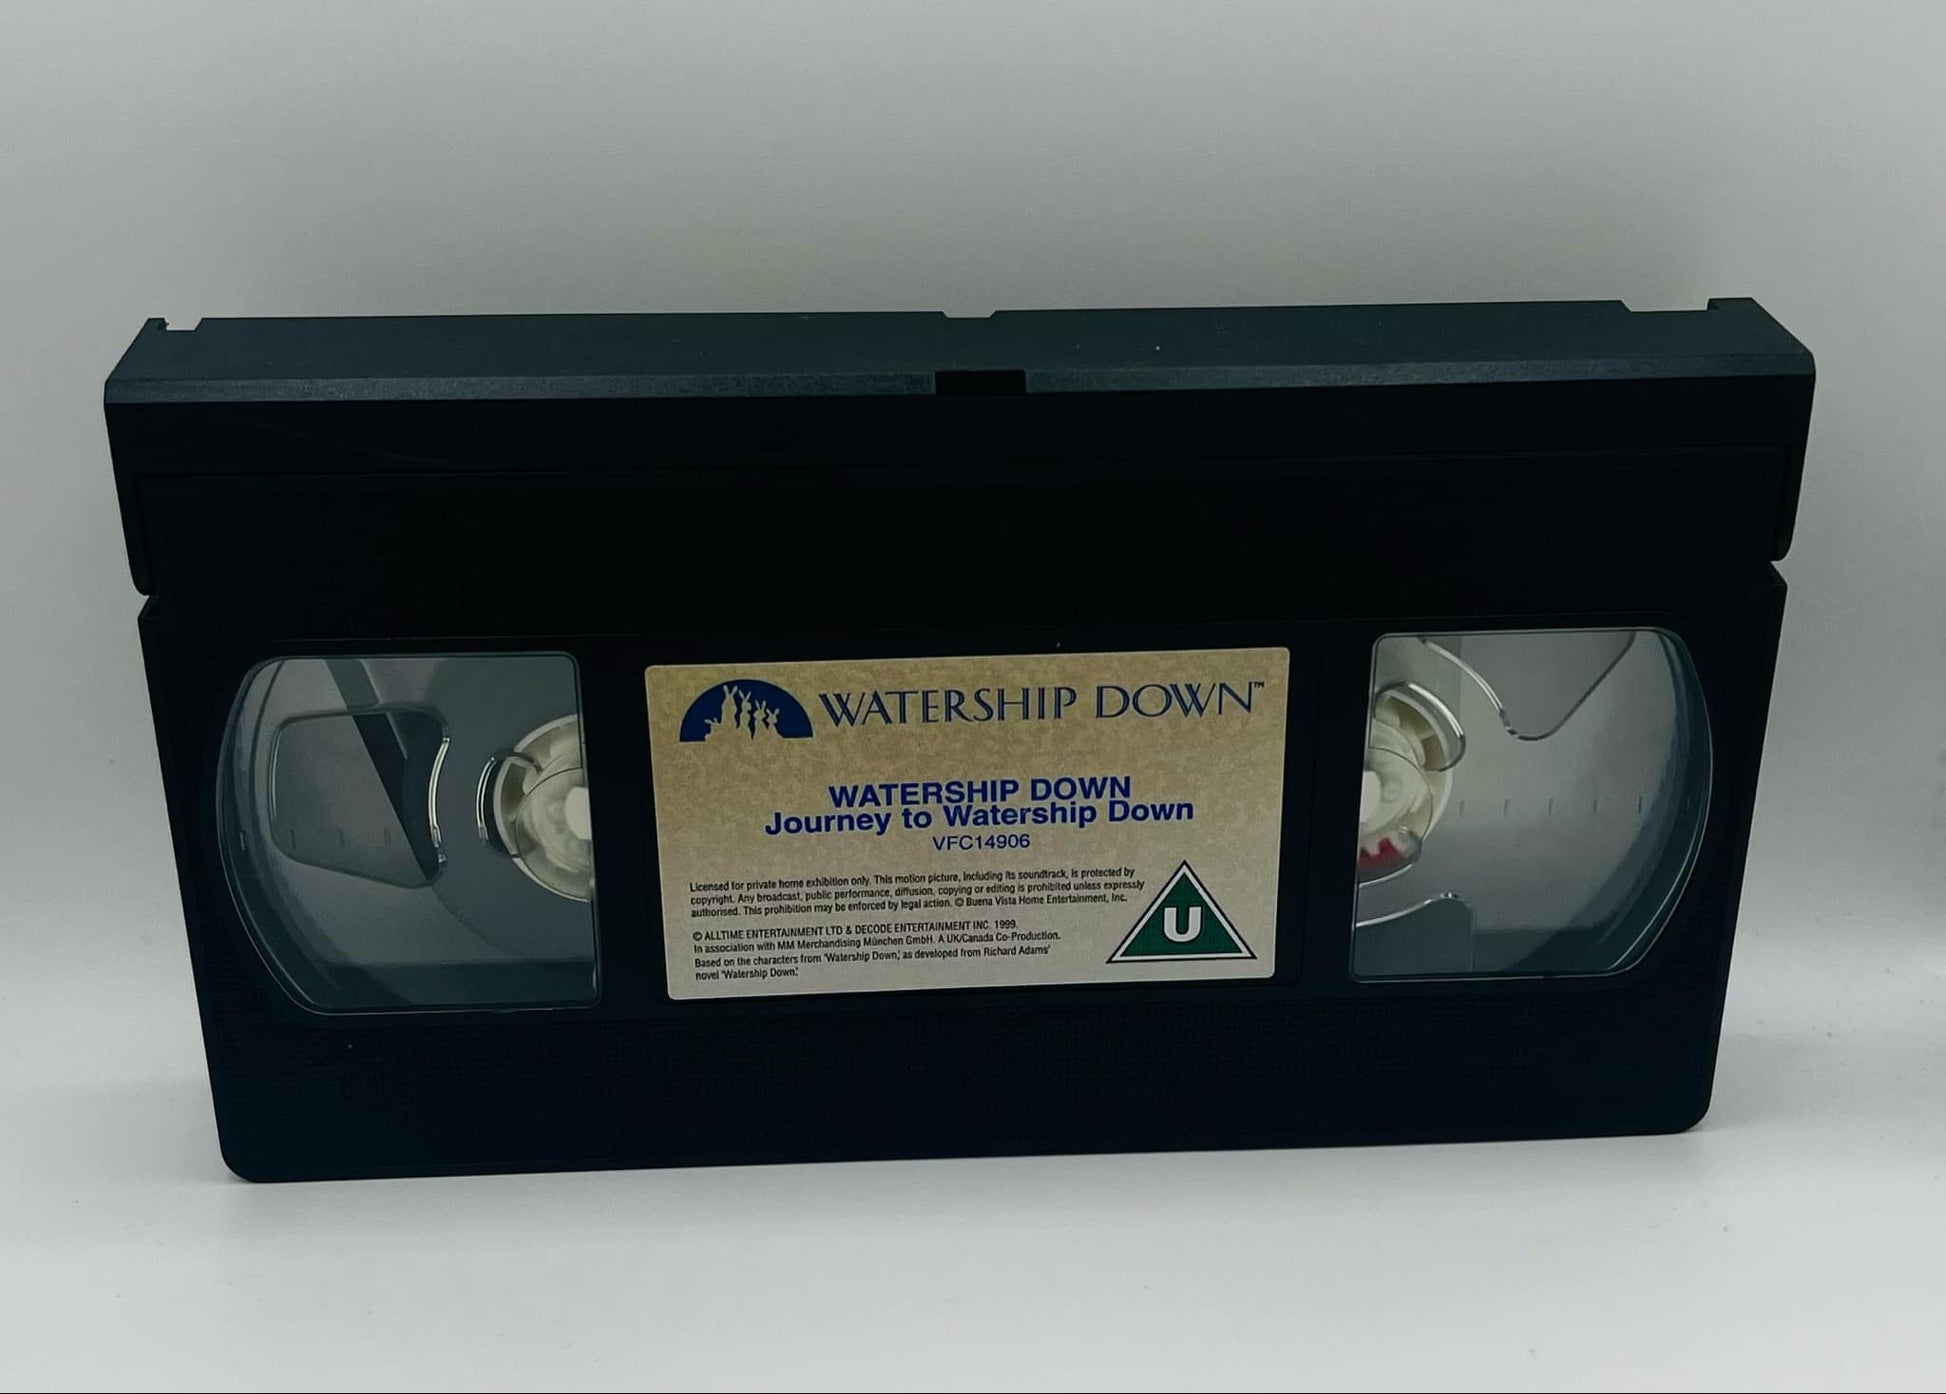 WATERSHIP DOWN™
WATERSHIP DOWN
Journey to Watership Down
VFC14906
Licensed for private home exhibition only. This motion picture, including its soundtrack, is protected by
copyright. Any broadcast, public performance, diffusion, copying or editing is prohibited unless expressly
authorised. This prohibition may be enforced by legal action. © Buena Vista Home Entertainment, Inc.
© ALLTIME ENTERTAINMENT LTD & DECODE ENTERTAINMENT INC. 1999.
In association with MM Merchandising München GmbH. A UK/Canada Co-Production.
Based on the characters from 'Watership Down,' as developed from Richard Adams'
novel 'Watership Down.'
U